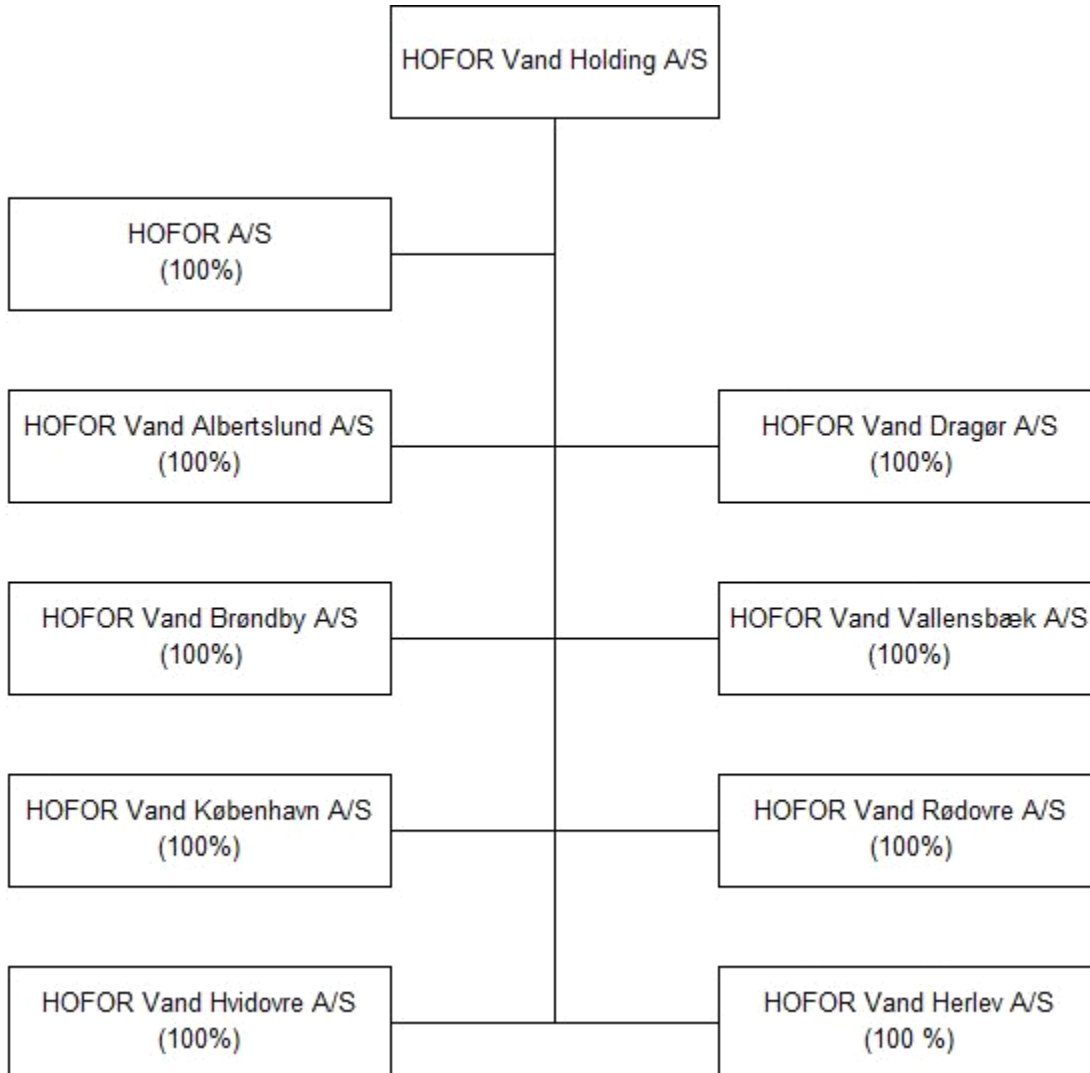 HOFOR Vand Holding A/S
HOFOR A/S
(100%)
HOFOR Vand Albertslund A/S
(100%)
HOFOR Vand Dragør A/S
(100%)
HOFOR Vand Brøndby A/S
(100%)
HOFOR Vand Vallensbæk A/S
(100%)
HOFOR Vand København A/S
(100%)
HOFOR Vand Rødovre A/S
(100%)
HOFOR Vand Hvidovre A/S
(100%)
HOFOR Vand Herlev A/S
(100 %)